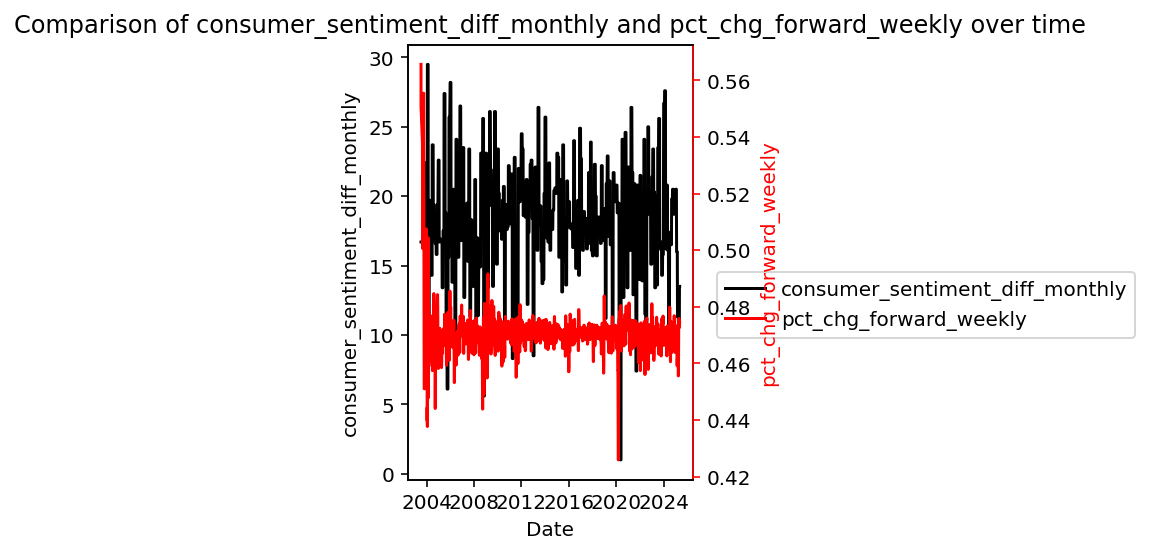 Comparison of consumer_sentiment_diff_monthly and pct_chg_forward_weekly over time
consumer_sentiment_diff_monthly
30
25
20
15
10
5
0
0.56
0.54
0.52
0.50
0.48
0.46
0.44
0.42
pct_chg_forward_weekly
consumer_sentiment_diff_monthly
pct_chg_forward_weekly
2004 2008 2012 2016 2020 2024
Date